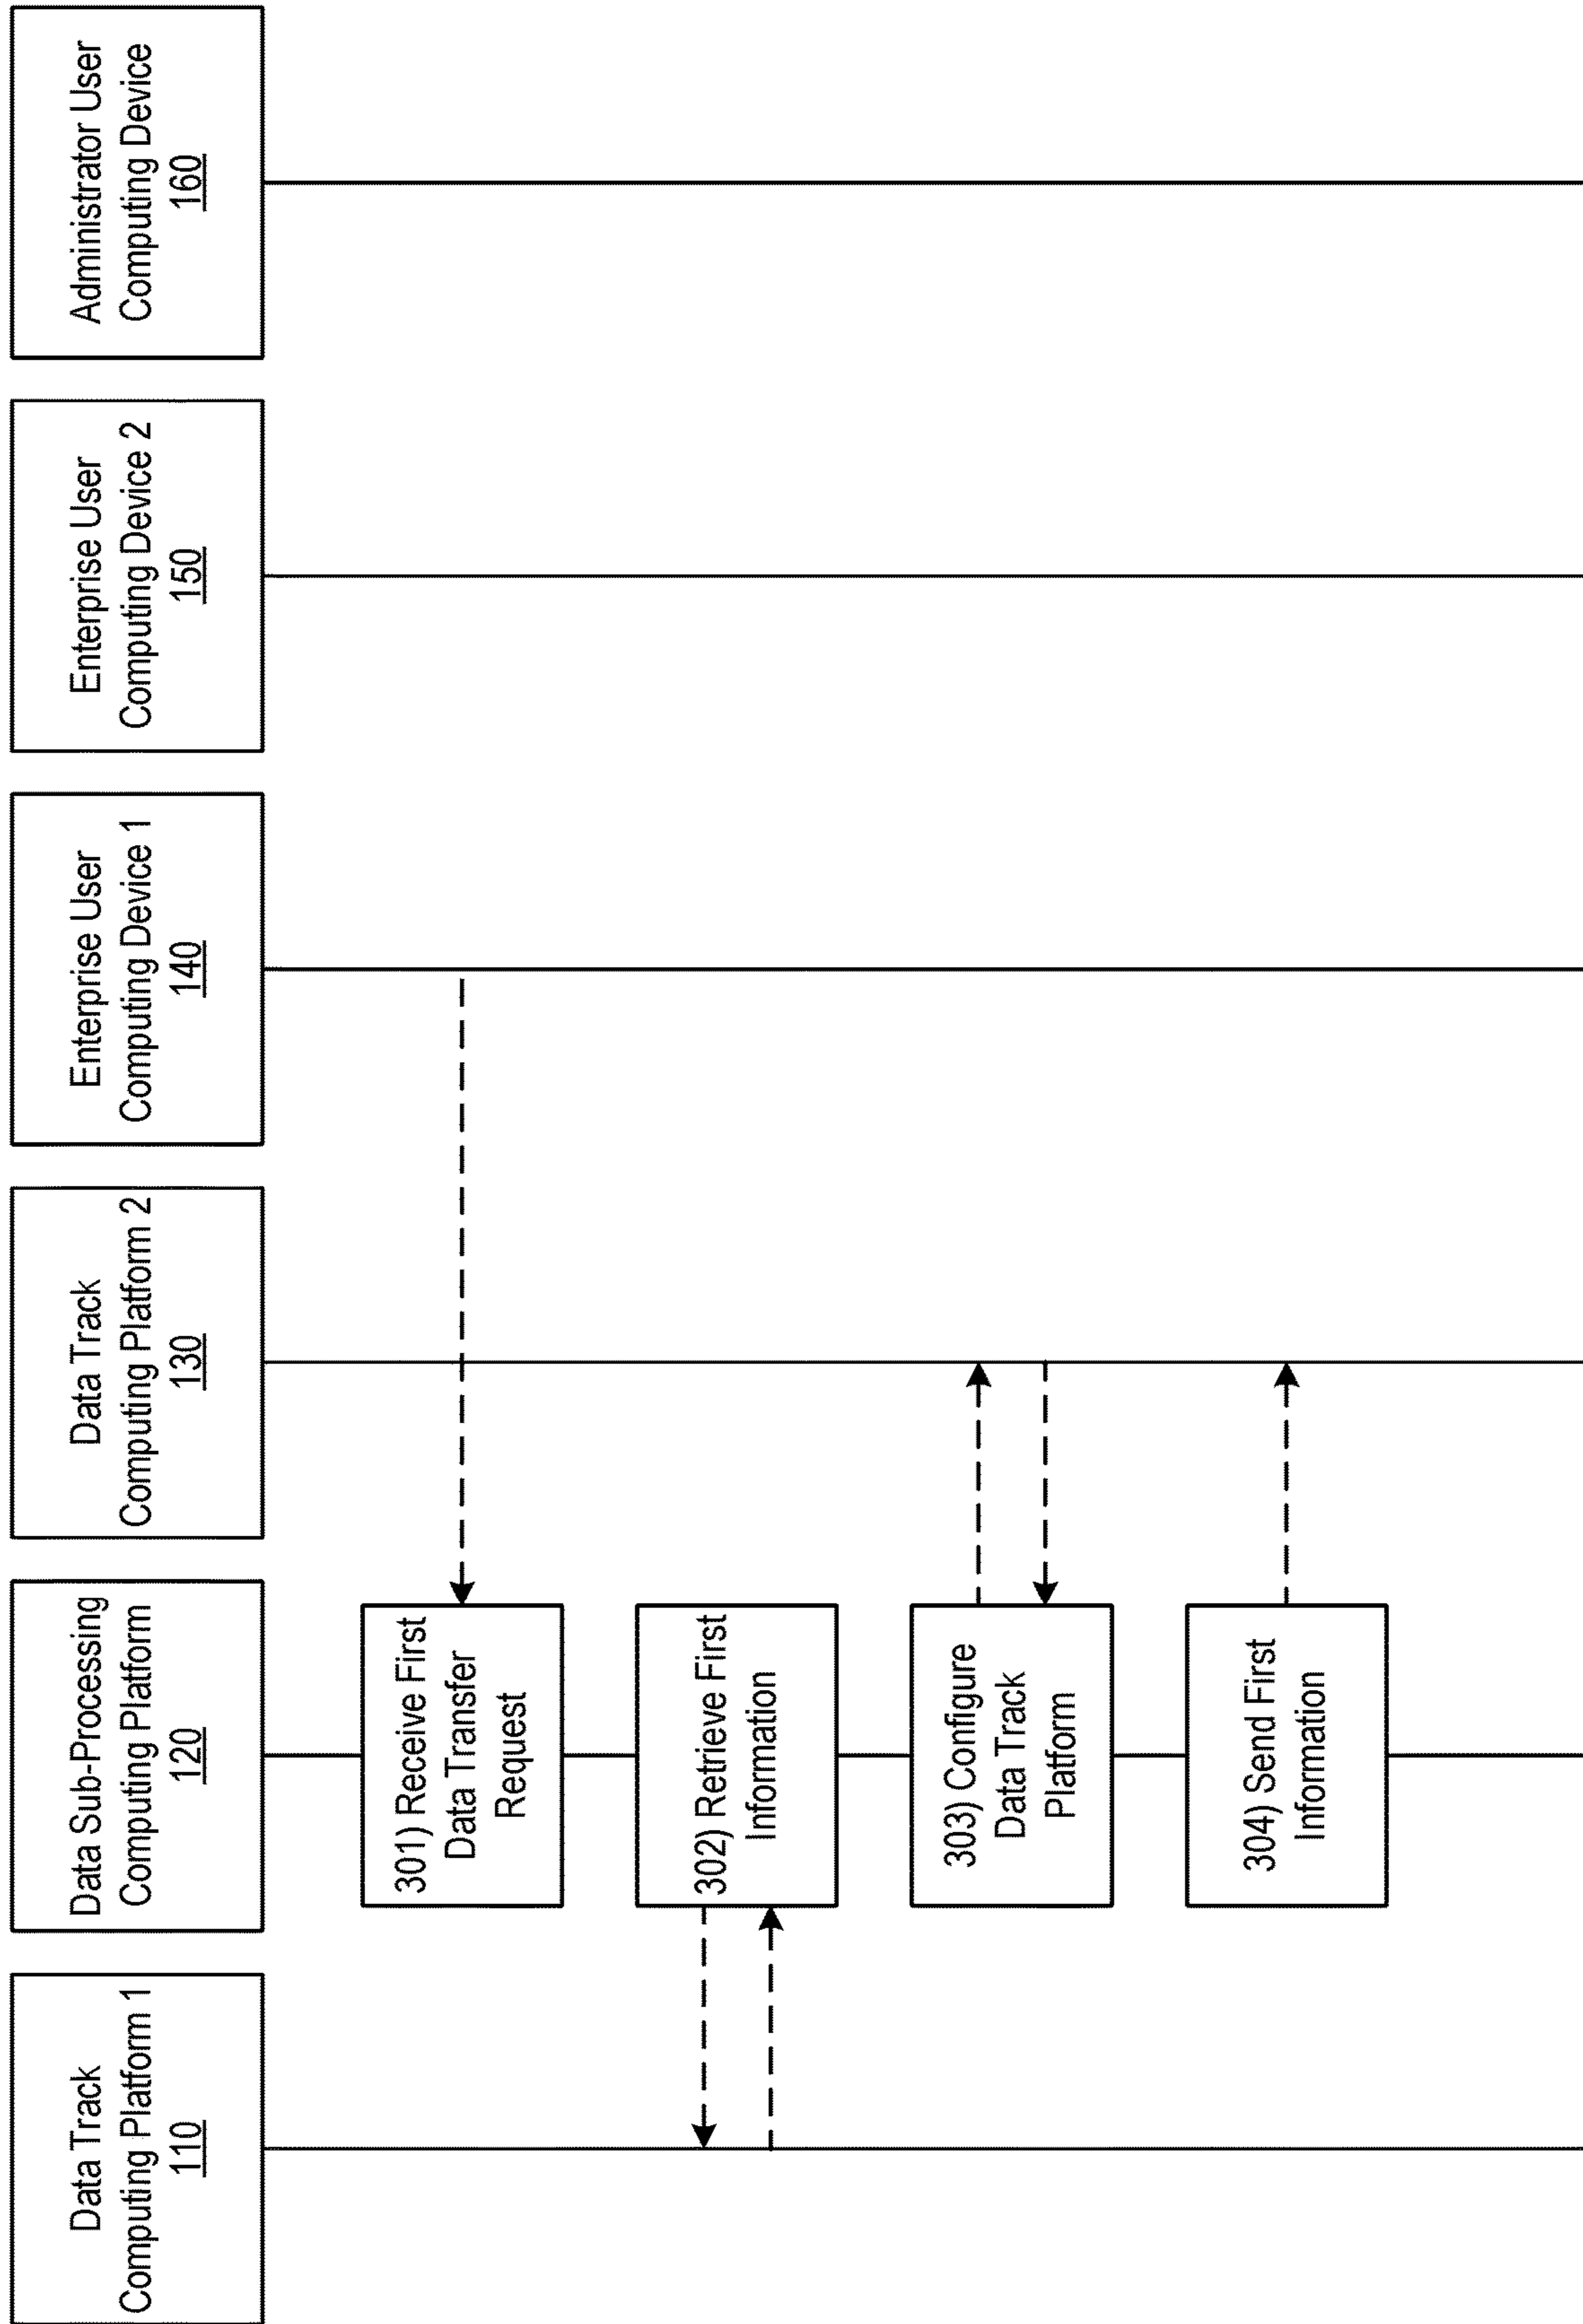 Data Track
Computing Platform 1
110
Data Sub-Processing
Computing Platform
120
Data Track
Computing Platform 2
130
Enterprise User
Computing Device 1
140
Enterprise User
Computing Device 2
150
Administrator User
Computing Device
160
301) Receive First
Data Transfer
Request
302) Retrieve First
Information
303) Configure
Data Track
Platform
304) Send First
Information